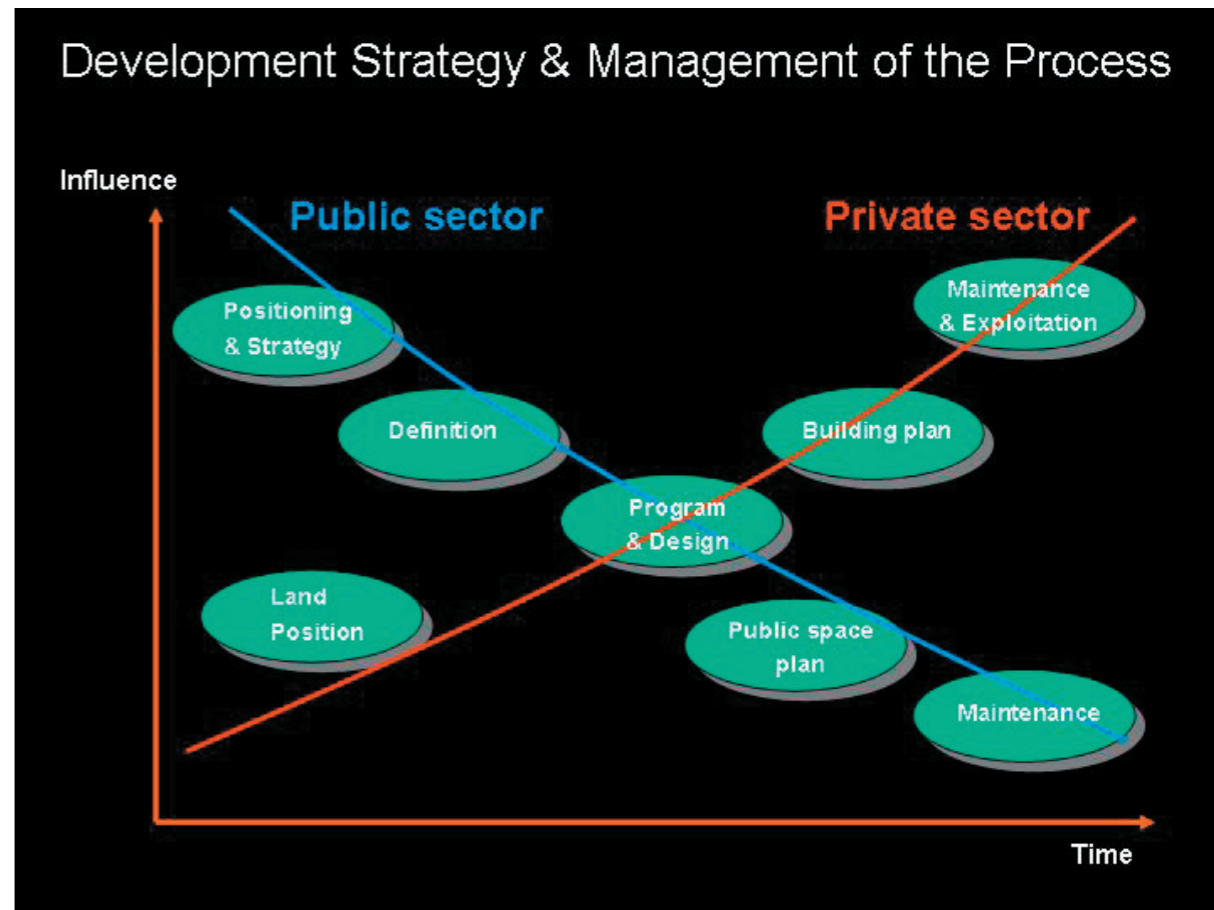 Development Strategy & Management of the Process
Influence
Public sector
Private sector
Positioning
& Strategy
Maintenance
& Exploitation
Definition
Building plan
Program
& Design
Land
Position
Public space
plan
Maintenance
Time